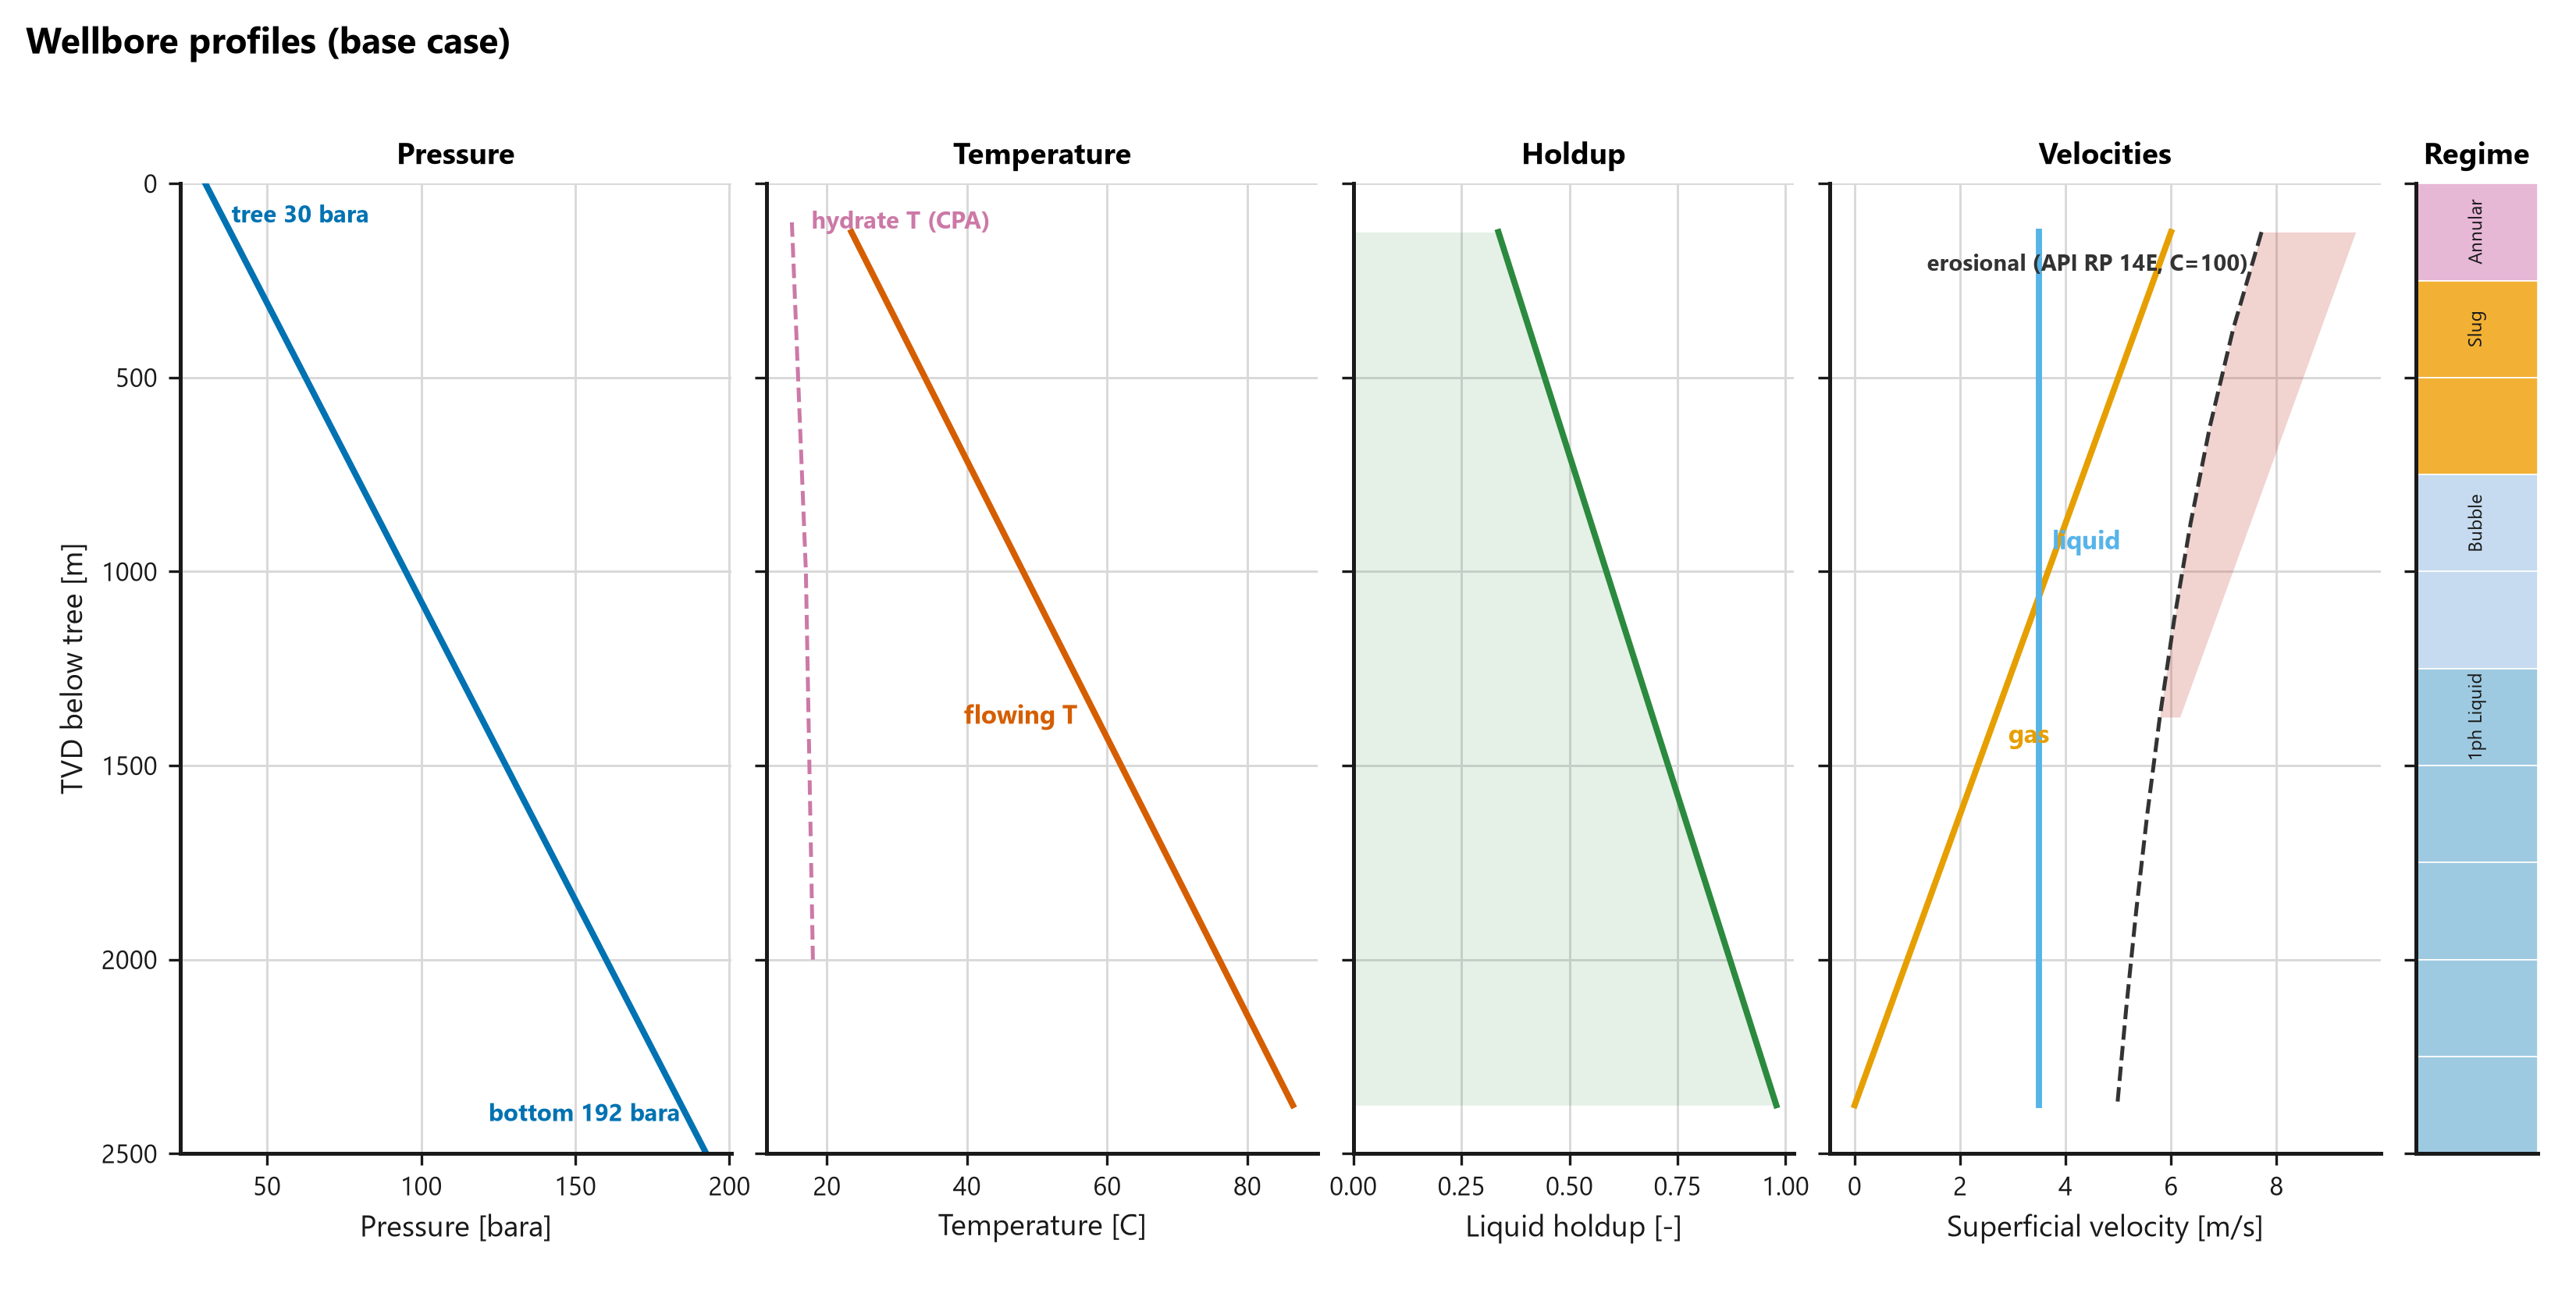 Wellbore profiles (base case)
Pressure
Temperature
Holdup
Velocities
Regime
0
500
1000
1500
2000
2500
TVD below tree [m]
tree 30 bara
bottom 192 bara
50
100
150
200
Pressure [bara]
hydrate T (CPA)
flowing T
20
40
60
80
Temperature [C]
0.00
0.25
0.50
0.75
1.00
Liquid holdup [-]
erosional (API RP 14E, C=100)
liquid
gas
0
2
4
6
8
Superficial velocity [m/s]
Annular
Slug
Bubble
1ph Liquid